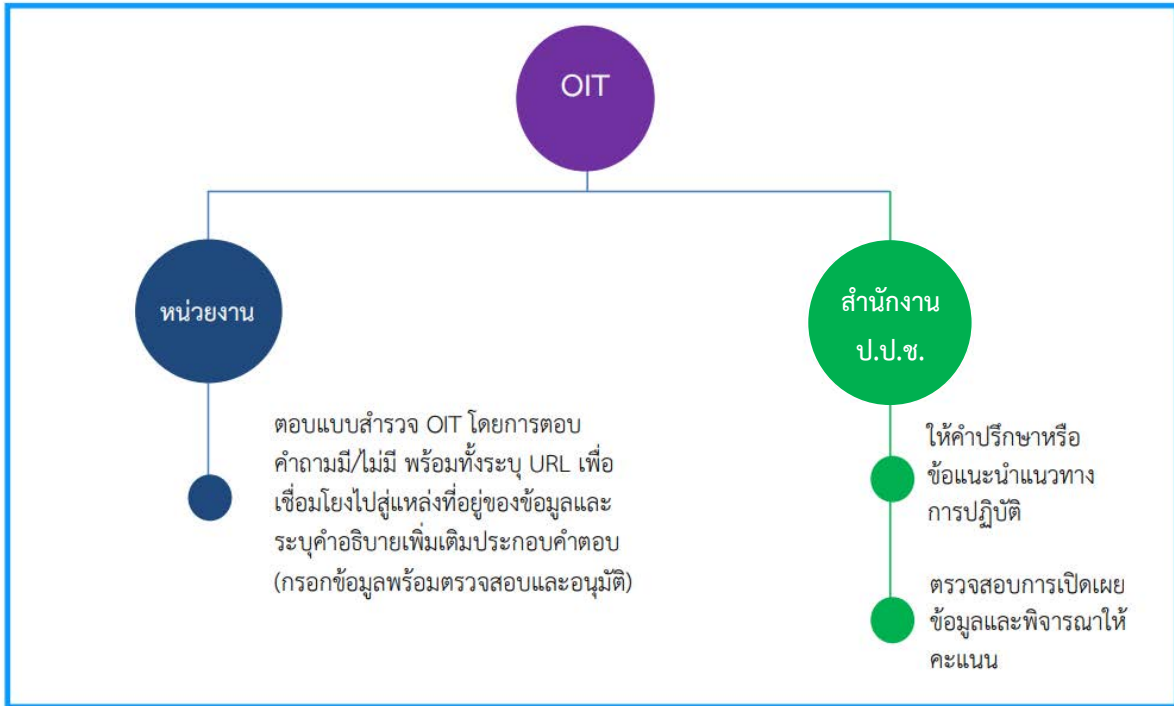 OIT
หน่วยงาน
ตอบแบบสำรวจ OIT โดยการตอบ
คำถามมี/ไม่มี พร้อมทั้งระบุ URL เพื่อ
เชื่อมโยงไปสู่แหล่งที่อยู่ของข้อมูลและ
ระบุคำอธิบายเพิ่มเติมประกอบคำตอบ
(กรอกข้อมูลพร้อมตรวจสอบและอนุมัติ)
สำนักงาน
ป.ป.ช.
ให้คำปรึกษาหรือ
ข้อแนะนำแนวทาง
การปฏิบัติ
ตรวจสอบการเปิดเผย
ข้อมูลและพิจารณาให้
คะแนน